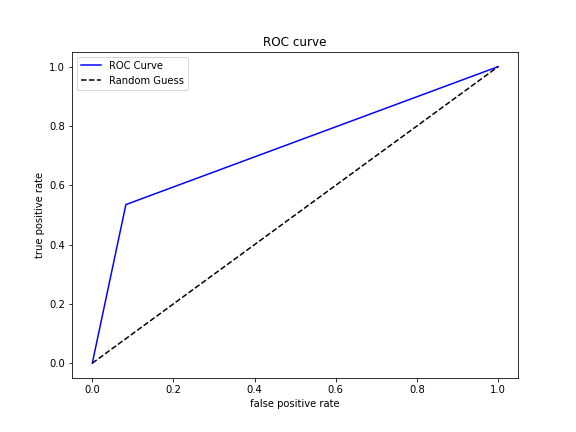 ROC curve
ROC Curve
Random Guess
true positive rate
1.0
0.8
0.6
0.4
0.2
0.0
0.0 0.2 0.4 0.6 0.8 1.0
false positive rate